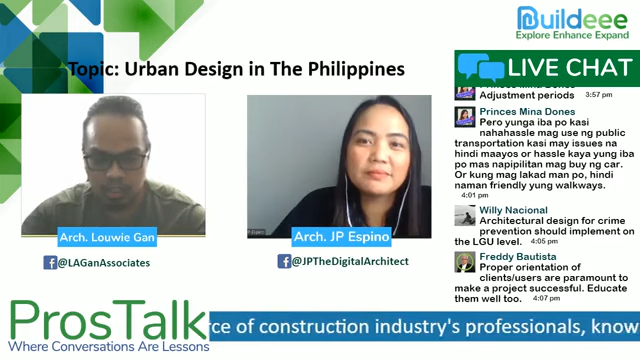 Buildeee
Explore Enhance Expand
Topic: Urban Design in The Philippines
LIVE CHAT
Adjustment periods 3:57 pm
Princes Mina Dones
Pero yunga iba po kasi
nahahassle mag use ng public
transportation kasi may issues na
hindi maayos or hassle kaya yung iba
po mas napipilitan mag buy ng car.
Or kung mag lakad man po, hindi
naman friendly yung walkways.
4:01 pm
Willy Nacional
Architectural design for crime
prevention should implement on
the LGU level. 4:05 pm
Freddy Bautista
Proper orientation of
clients/users are paramount to
make a project successful. Educate
them well too. 4:07 pm
Arch. Louwie Gan
@LAGanAssociates
Arch. JP Espino
@JPTheDigitalArchitect
ProsTalk
Where Conversations Are Lessons
rce of construction industry's professionals, know